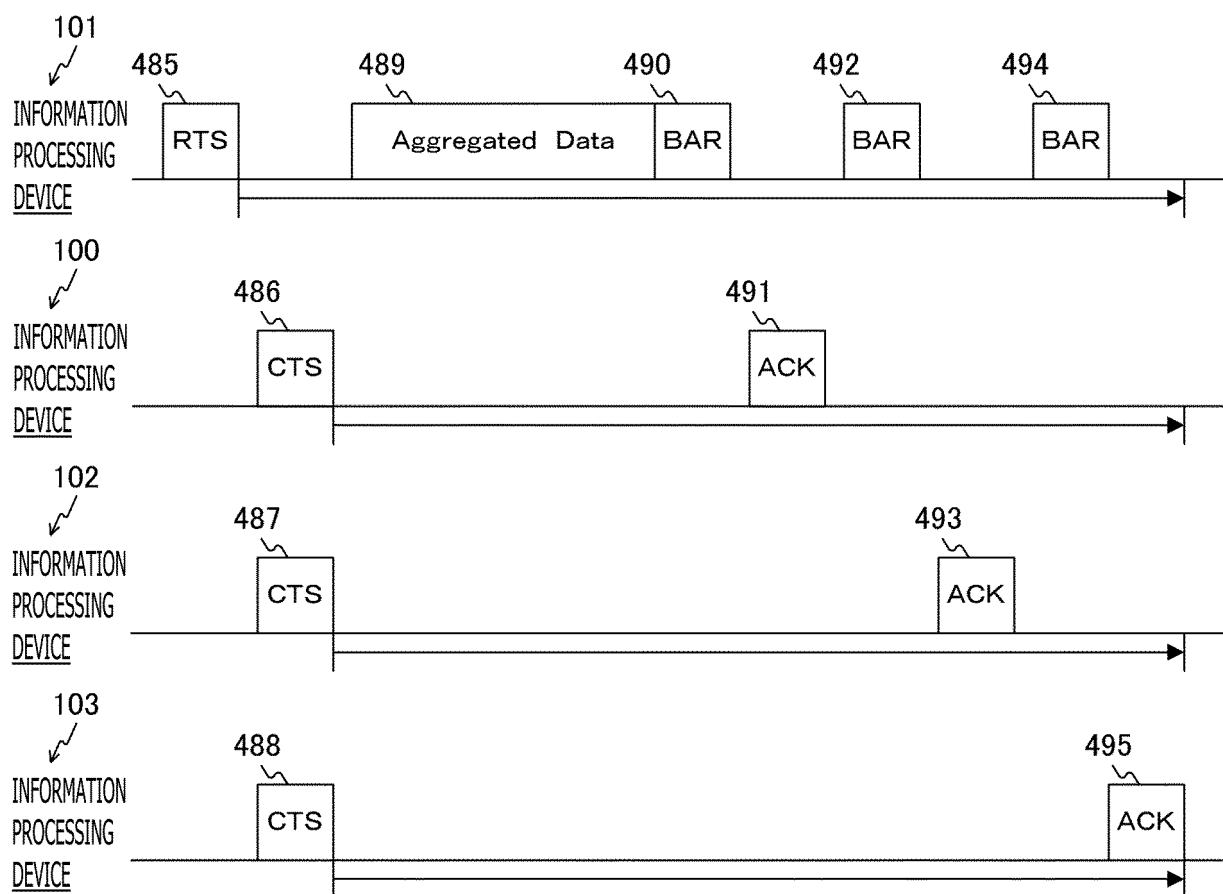 101
485 489 490 492 494
INFORMATION
PROCESSING
DEVICE
RTS Aggregated Data BAR BAR BAR
100
486 491
INFORMATION
PROCESSING
DEVICE
CTS ACK
102
487 493
INFORMATION
PROCESSING
DEVICE
CTS ACK
103
488 495
INFORMATION
PROCESSING
DEVICE
CTS ACK